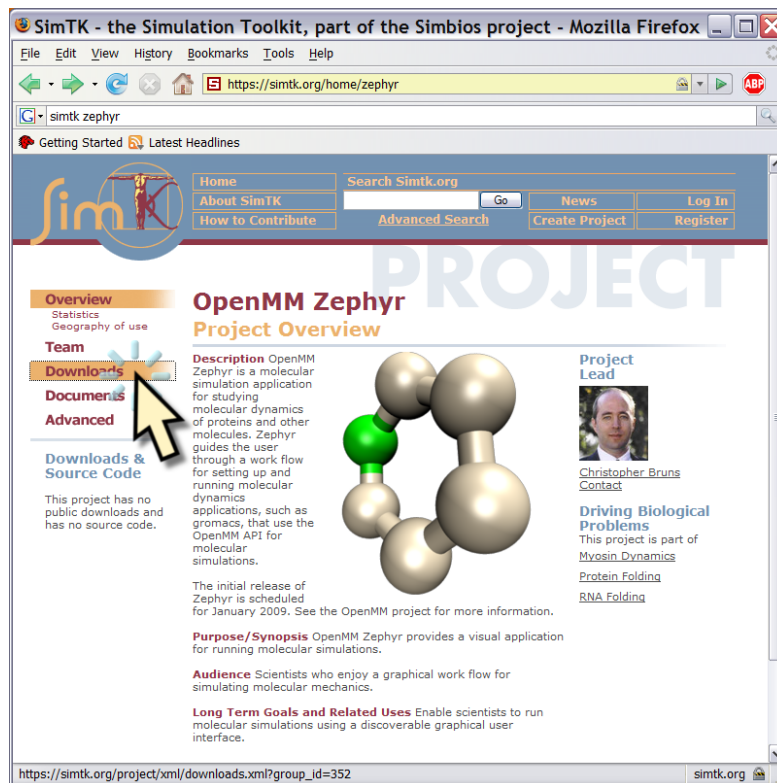 SimTK - the Simulation Toolkit, part of the Simbios project - Mozilla Firefox
File Edit View History Bookmarks Tools Help
https://simtk.org/home/zephyr
ABP
G simtk zephyr
Getting Started Latest Headlines
SimTK
Home
About SimTK
How to Contribute
Search Simtk.org
Go
Advanced Search
News
Create Project
Log In
Register
PROJECT
Overview
Statistics
Geography of use
Team
Downloads
Documents
Advanced
Downloads &
Source Code
This project has no
public downloads and
has no source code.
OpenMM Zephyr
Project Overview
Description OpenMM
Zephyr is a molecular
simulation application
for studying
molecular dynamics
of proteins and other
molecules. Zephyr
guides the user
through a work flow
for setting up and
running molecular
dynamics
applications, such as
gromacs, that use the
OpenMM API for
molecular
simulations.
The initial release of
Zephyr is scheduled
for January 2009. See the OpenMM project for more information.
Purpose/Synopsis OpenMM Zephyr provides a visual application
for running molecular simulations.
Audience Scientists who enjoy a graphical work flow for
simulating molecular mechanics.
Long Term Goals and Related Uses Enable scientists to run
molecular simulations using a discoverable graphical user
interface.
Project
Lead
Christopher Bruns
Contact
Driving Biological
Problems
This project is part of
Myosin Dynamics
Protein Folding
RNA Folding
https://simtk.org/project/xml/downloads.xml?group_id=352
simtk.org